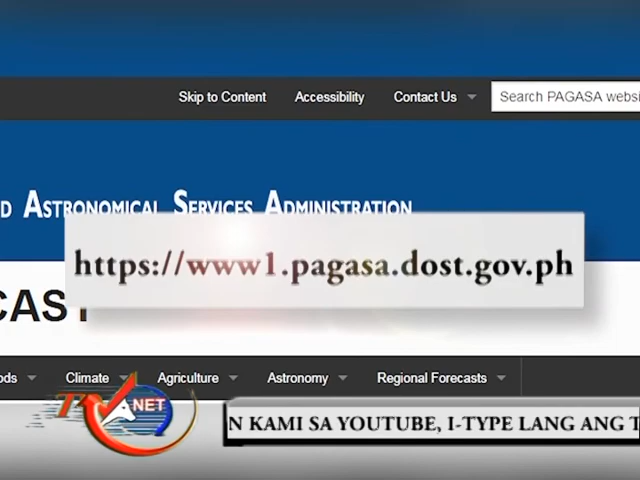 Skip to Content Accessibility Contact Us Search PAGASA websi
D ASTRONOMICAL SERVICES ADMINISTRATION
https://www1.pagasa.dost.gov.ph
CAST
ods Climate Agriculture Astronomy Regional Forecasts
NET
N KAMI SA YOUTUBE, I-TYPE LANG ANG T